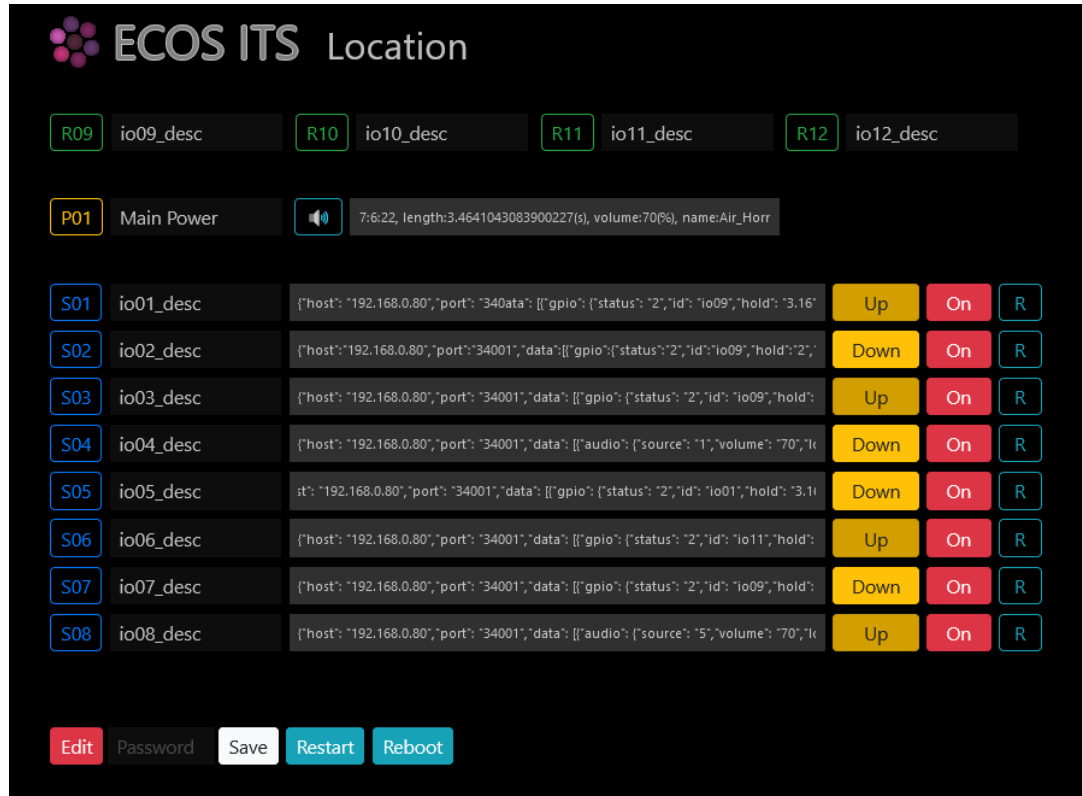 ECOS ITS Location
R09 io09_desc R10 io10_desc R11 io11_desc R12 io12_desc
P01 Main Power 7:6:22, length:3.4641043083900227(s), volume:70(%), name:Air_Horr
S01 io01_desc {"host": "192.168.0.80","port": "340ata": [{"gpio": {"status": "2","id": "io09","hold": "3.16" Up On R
S02 io02_desc {"host":"192.168.0.80","port":"34001","data":[{"gpio":{"status":"2","id":"io09","hold":"2"," Down On R
S03 io03_desc {"host": "192.168.0.80","port": "34001","data": [{"gpio": {"status": "2","id": "io09","hold": Up On R
S04 io04_desc {"host": "192.168.0.80","port": "34001","data": [{"audio": {"source": "1","volume": "70","lo Down On R
S05 io05_desc st": "192.168.0.80","port": "34001","data": [{"gpio": {"status": "2","id": "io01","hold": "3.1 Down On R
S06 io06_desc {"host": "192.168.0.80","port": "34001","data": [{"gpio": {"status": "2","id": "io11","hold": Up On R
S07 io07_desc {"host": "192.168.0.80","port": "34001","data": [{"gpio": {"status": "2","id": "io09","hold": Down On R
S08 io08_desc {"host": "192.168.0.80","port": "34001","data": [{"audio": {"source": "5","volume": "70","lo Up On R
Edit Password Save Restart Reboot